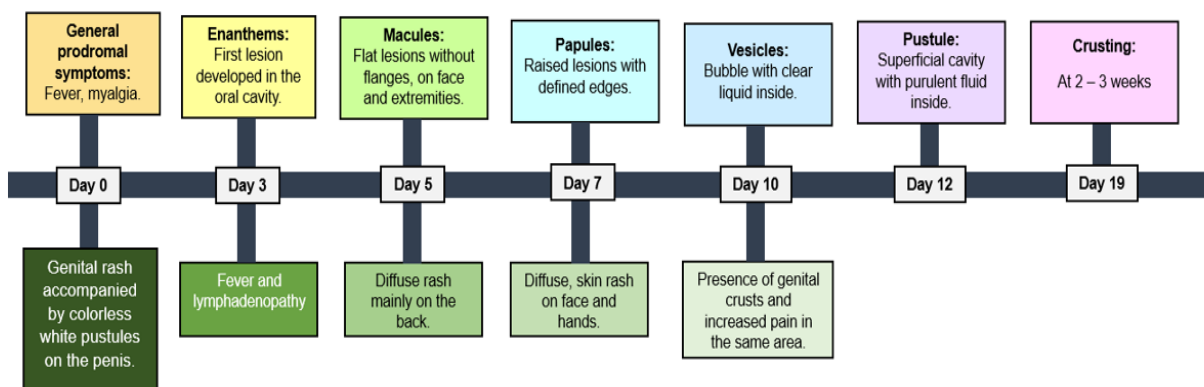 General
prodromal
symptoms:
Fever, myalgia.
Enanthems:
First lesion
developed in the
oral cavity.
Macules:
Flat lesions without
flanges, on face
and extremities.
Papules:
Raised lesions with
defined edges.
Vesicles:
Bubble with clear
liquid inside.
Pustule:
Superficial cavity
with purulent fluid
inside.
Crusting:
At 2 – 3 weeks
Day 0
Day 3
Day 5
Day 7
Day 10
Day 12
Day 19
Genital rash
accompanied
by colorless
white pustules
on the penis.
Fever and
lymphadenopathy
Diffuse rash
mainly on the
back.
Diffuse, skin rash
on face and
hands.
Presence of genital
crusts and
increased pain in
the same area.